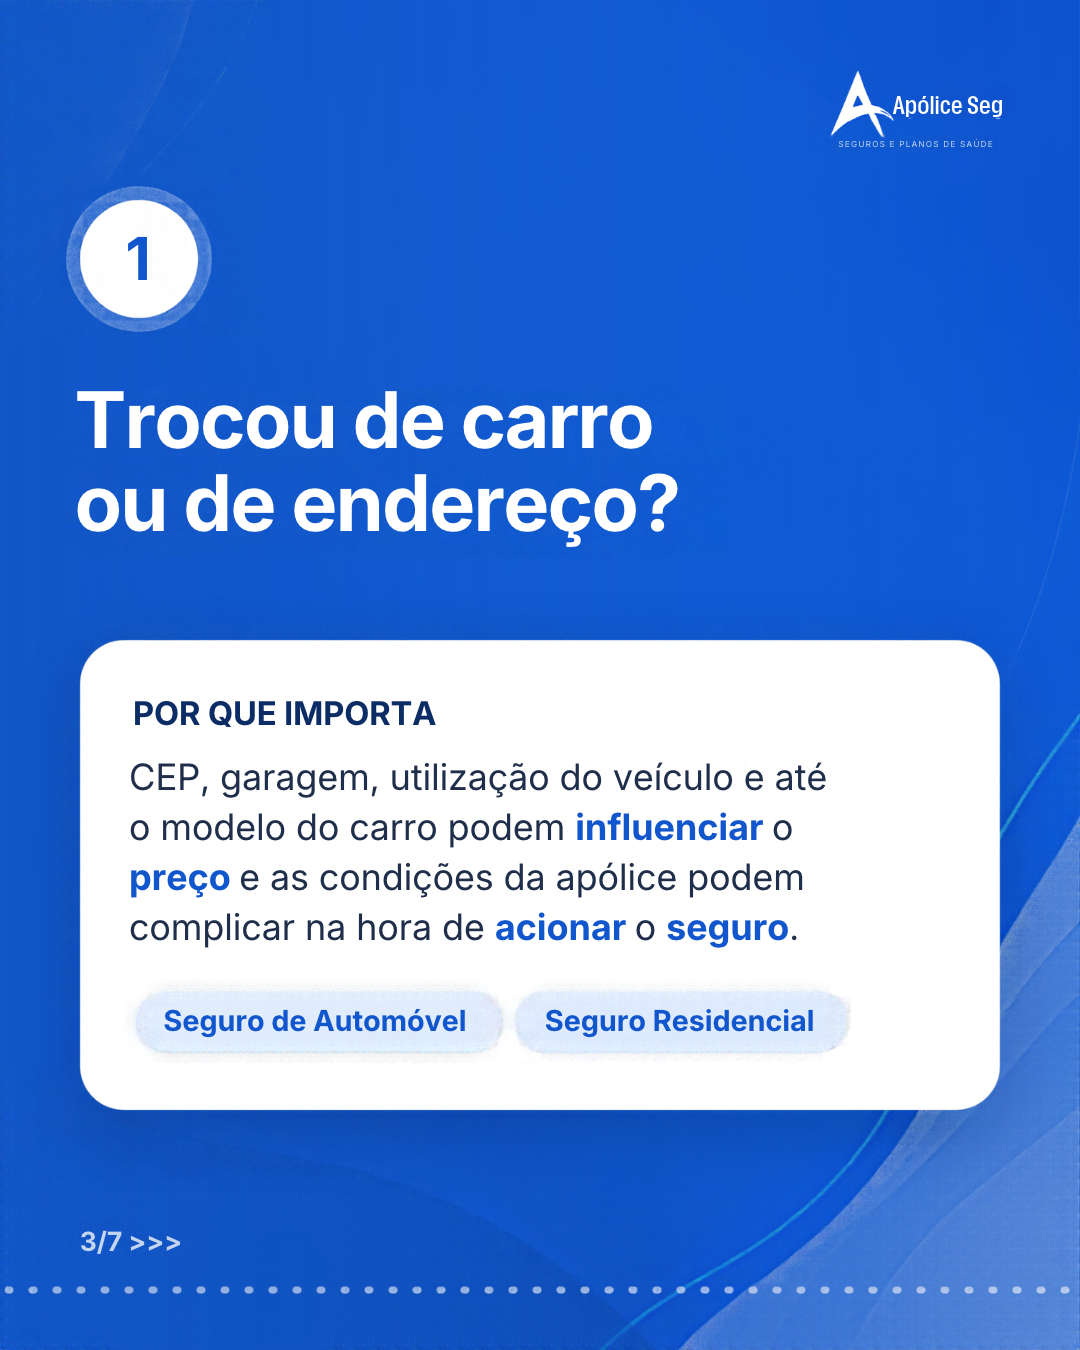 Apólice Seg
SEGUROS E PLANOS DE SAÚDE
1
Trocou de carro
ou de endereço?
POR QUE IMPORTA
CEP, garagem, utilização do veículo e até
o modelo do carro podem influenciar o
preço e as condições da apólice podem
complicar na hora de acionar o seguro.
Seguro de Automóvel
Seguro Residencial
3/7 >>>